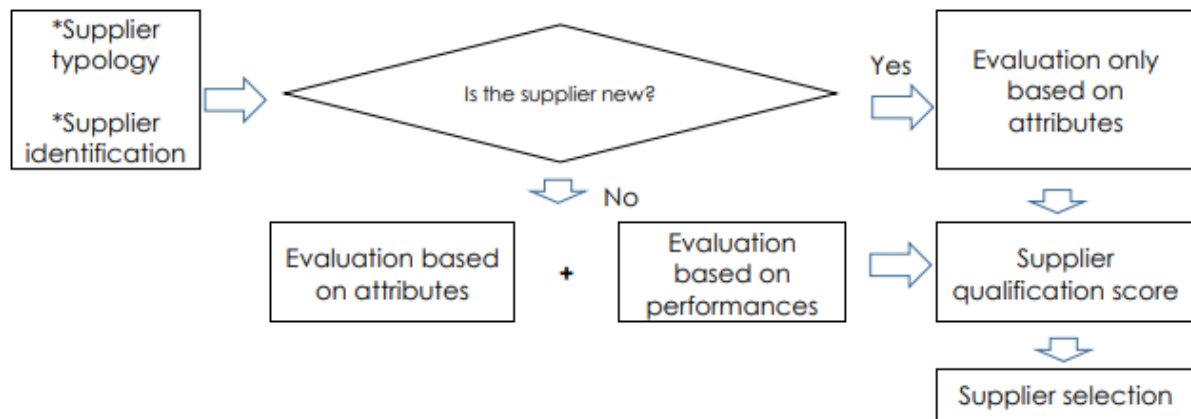 *Supplier
typology
*Supplier
identification
Is the supplier new?
Yes
Evaluation only
based on
attributes
No
Evaluation based
on attributes
+
Evaluation
based on
performances
Supplier
qualification score
Supplier selection